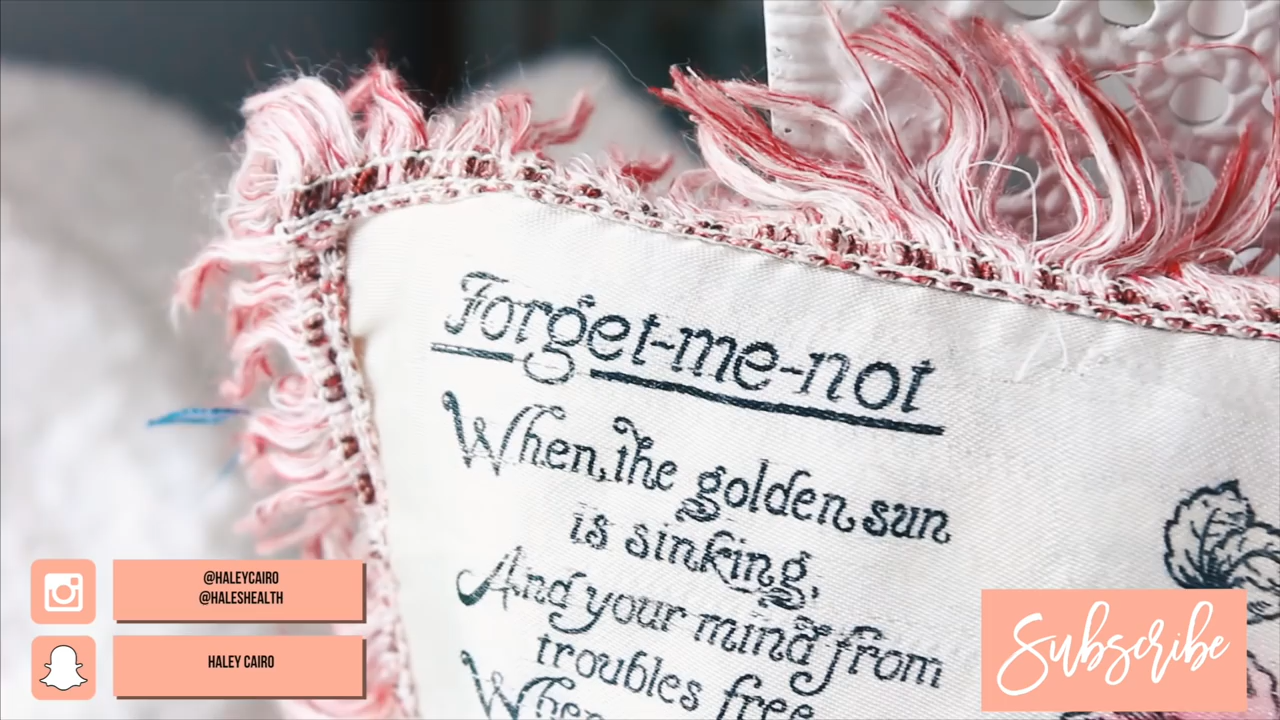 Forget-me-not
When the golden sun
is sinking,
And your mind from
troubles free
When
@HALEYCAIRO
@HALESHEALTH
HALEY CAIRO
Subscribe